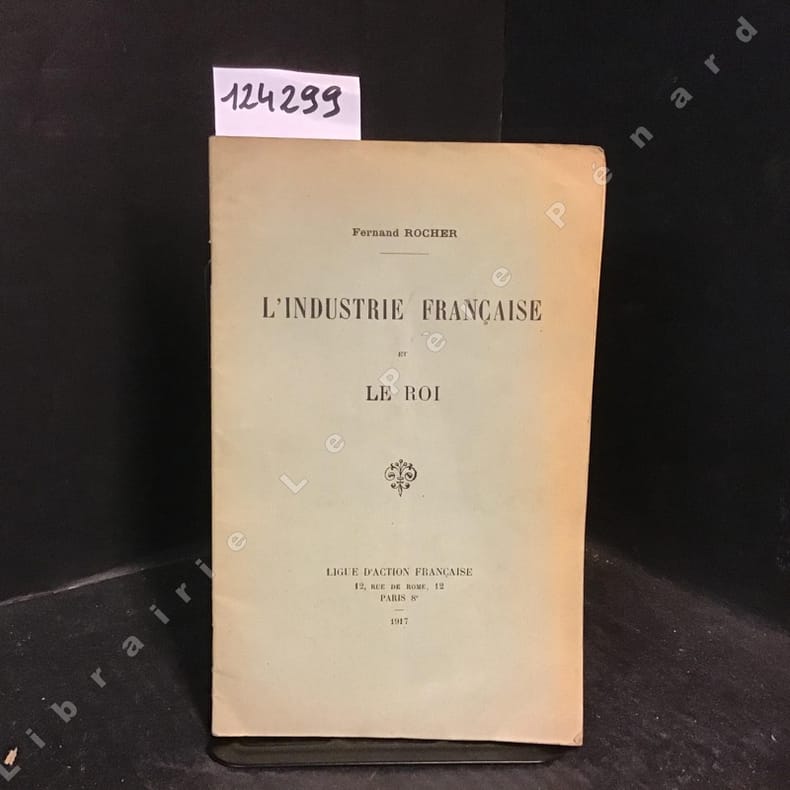 124299
Fernand ROCHER
L'INDUSTRIE FRANÇAISE
ET
LE ROI
LIGUE D'ACTION FRANÇAISE
12, RUE DE ROME, 12
PARIS 8e
1917
Librairie Le Père Pénard